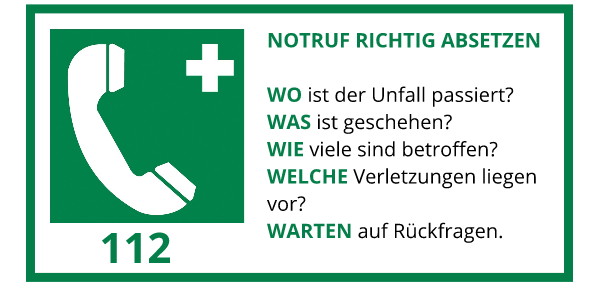 NOTRUF RICHTIG ABSETZEN
WO ist der Unfall passiert?
WAS ist geschehen?
WIE viele sind betroffen?
WELCHE Verletzungen liegen
vor?
WARTEN auf Rückfragen.
112